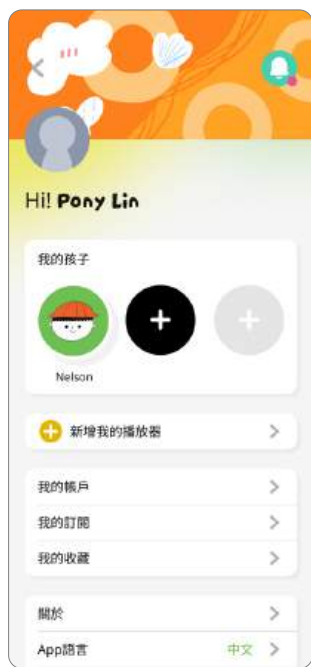 Hi! Pony Lin
我的孩子
Nelson
新增我的播放器
我的帳戶
我的訂閱
我的收藏
關於
App語言 中文